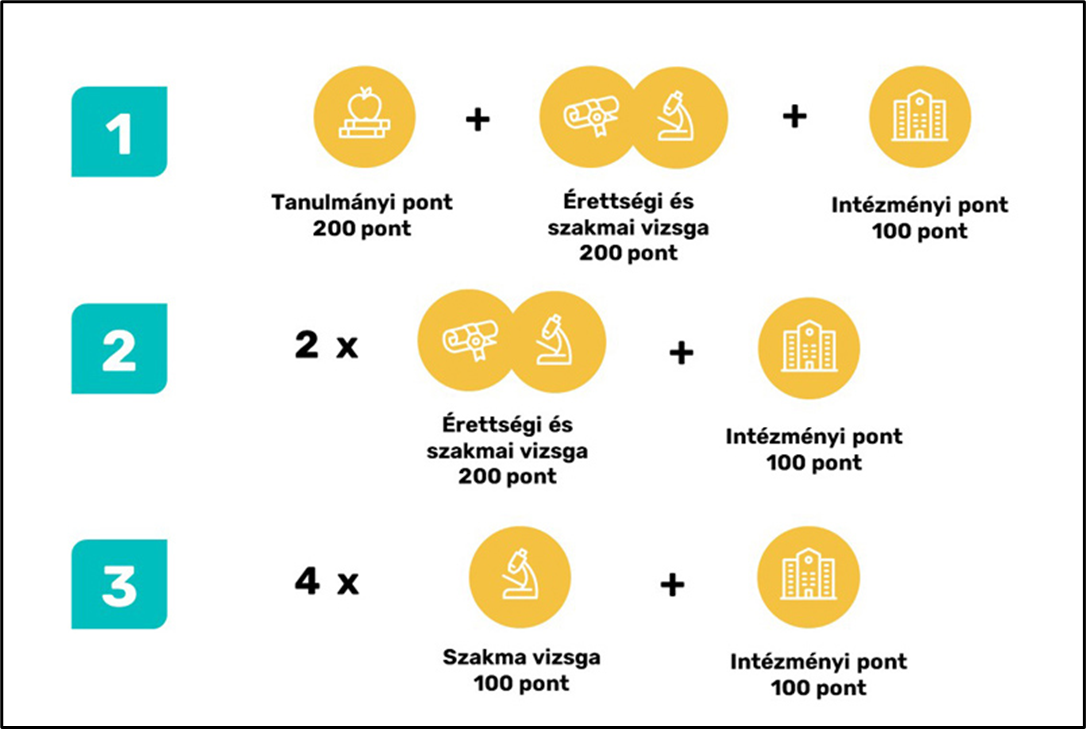 1
+
+
Tanulmányi pont
200 pont
Érettségi és
szakmai vizsga
200 pont
Intézményi pont
100 pont
2
2 x
+
Érettségi és
szakmai vizsga
200 pont
Intézményi pont
100 pont
3
4 x
+
Szakma vizsga
100 pont
Intézményi pont
100 pont